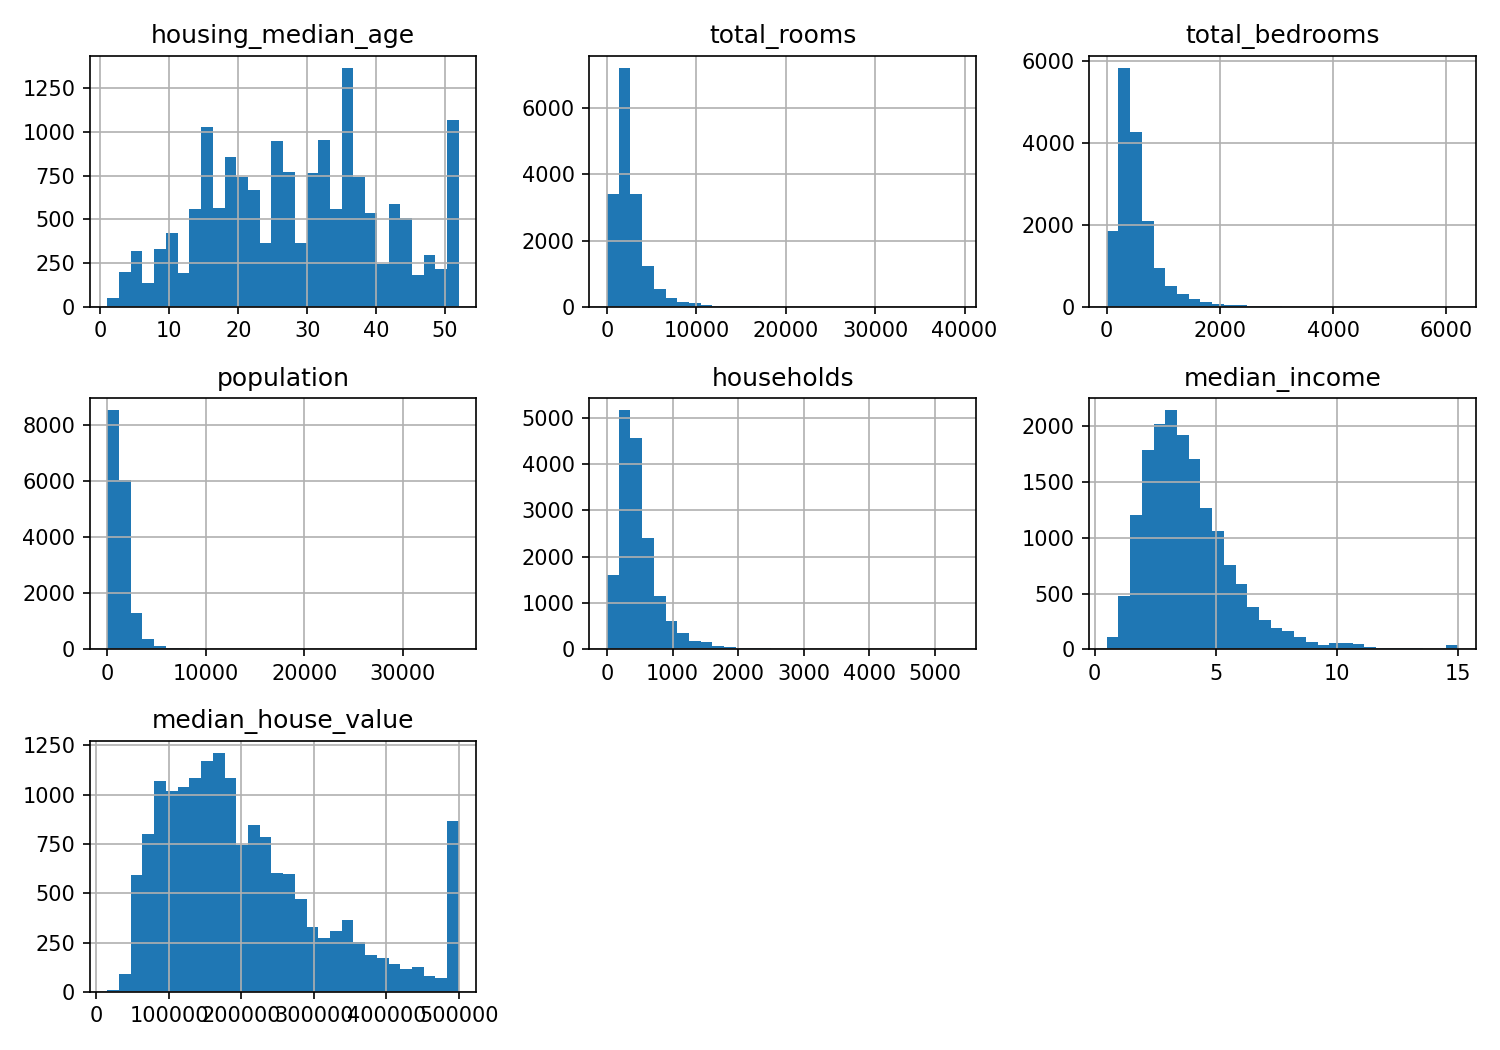 housing_median_age
1250
1000
750
500
250
0
0 10 20 30 40 50
total_rooms
6000
4000
2000
0
0 10000 20000 30000 40000
total_bedrooms
6000
4000
2000
0
0 2000 4000 6000
population
8000
6000
4000
2000
0
0 10000 20000 30000
households
5000
4000
3000
2000
1000
0
0 1000 2000 3000 4000 5000
median_income
2000
1500
1000
500
0
0 5 10 15
median_house_value
1250
1000
750
500
250
0
0 100000 200000 300000 400000 500000